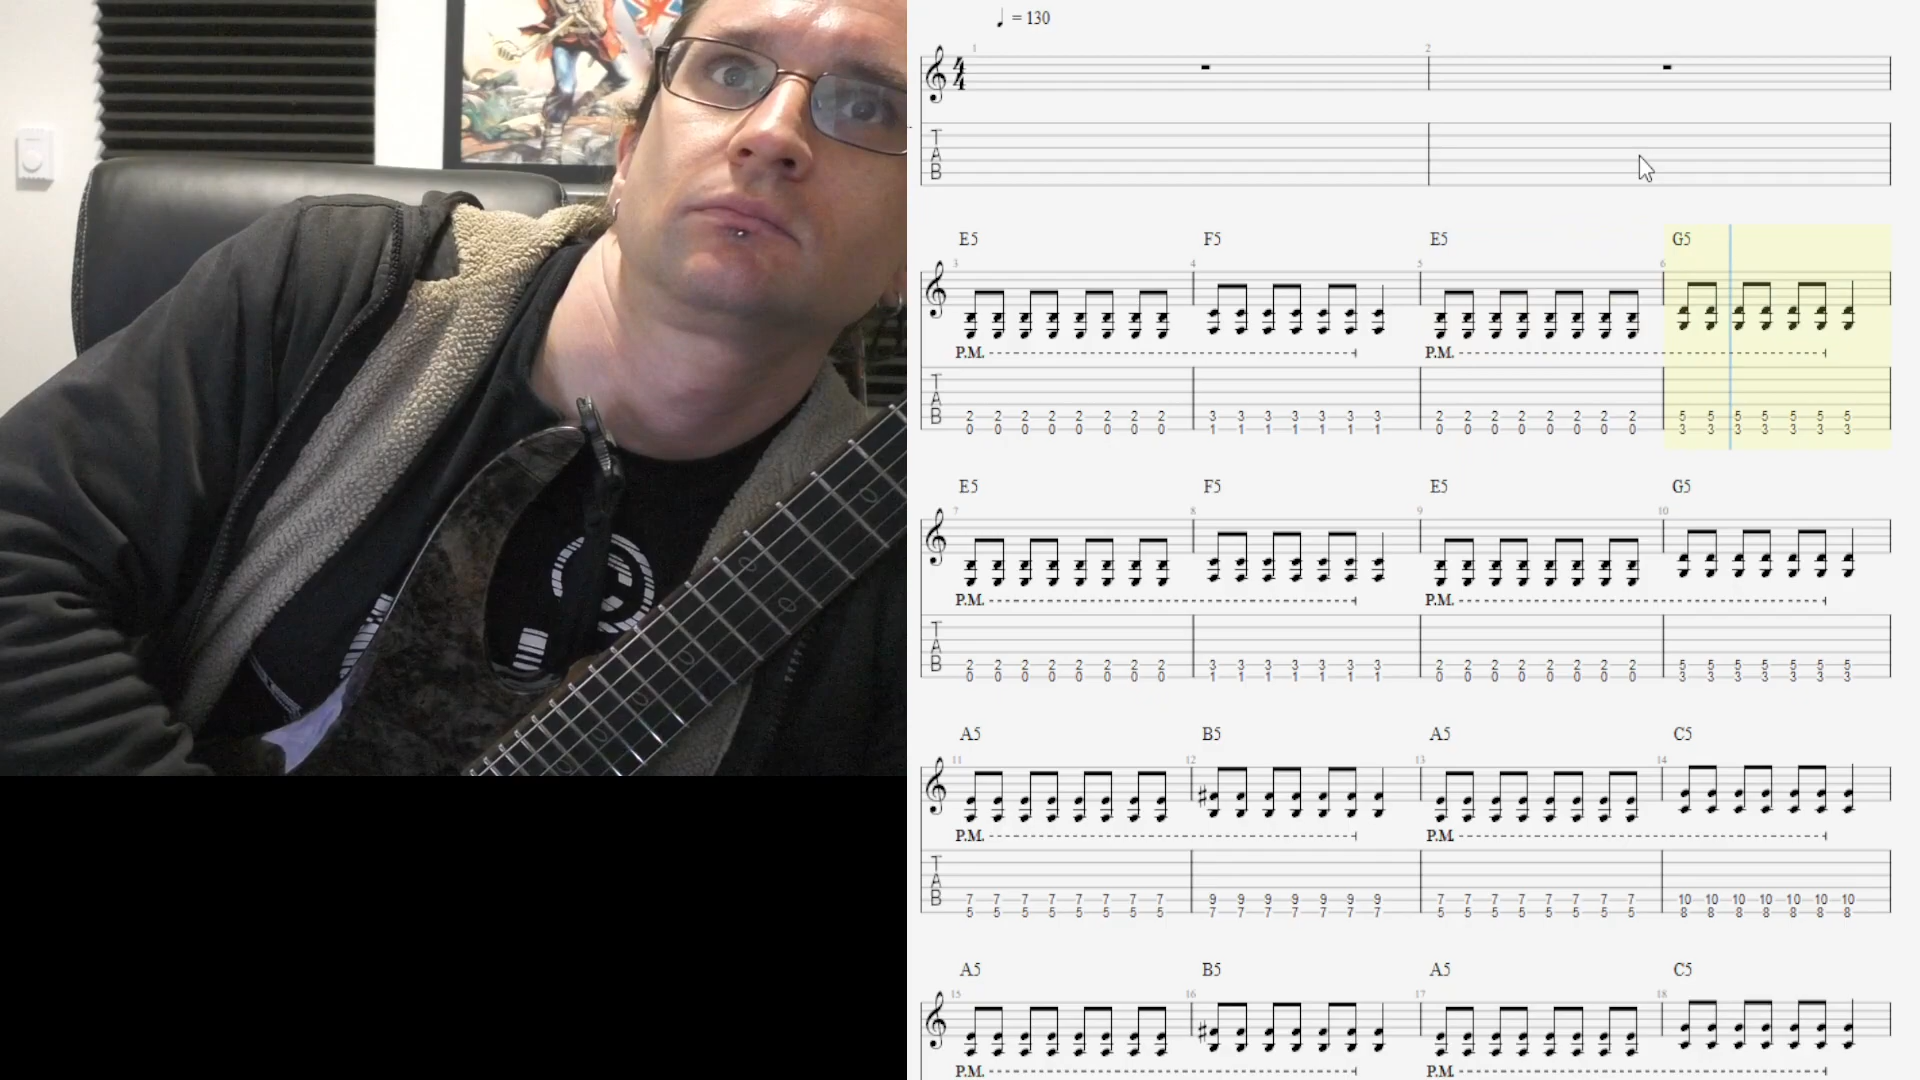 ♩ = 130
1 2
4
4
T
A
B
E5 F5 E5 G5
3 4 5 6
P.M. P.M.
T 
A
B 2 2 2 2 2 2 2 2 3 3 3 3 3 3 3 2 2 2 2 2 2 2 2 5 5 5 5 5 5 5
0 0 0 0 0 0 0 0 1 1 1 1 1 1 1 0 0 0 0 0 0 0 0 3 3 3 3 3 3 3
E5 F5 E5 G5
7 8 9 10
P.M. P.M.
T
A
B 2 2 2 2 2 2 2 2 3 3 3 3 3 3 3 2 2 2 2 2 2 2 2 5 5 5 5 5 5 5
0 0 0 0 0 0 0 0 1 1 1 1 1 1 1 0 0 0 0 0 0 0 0 3 3 3 3 3 3 3
A5 B5 A5 C5
11 12 13 14
P.M. P.M.
T
A
B 7 7 7 7 7 7 7 7 9 9 9 9 9 9 9 7 7 7 7 7 7 7 7 10 10 10 10 10 10 10
5 5 5 5 5 5 5 5 7 7 7 7 7 7 7 5 5 5 5 5 5 5 5 8 8 8 8 8 8 8
A5 B5 A5 C5
15 16 17 18
P.M. P.M.